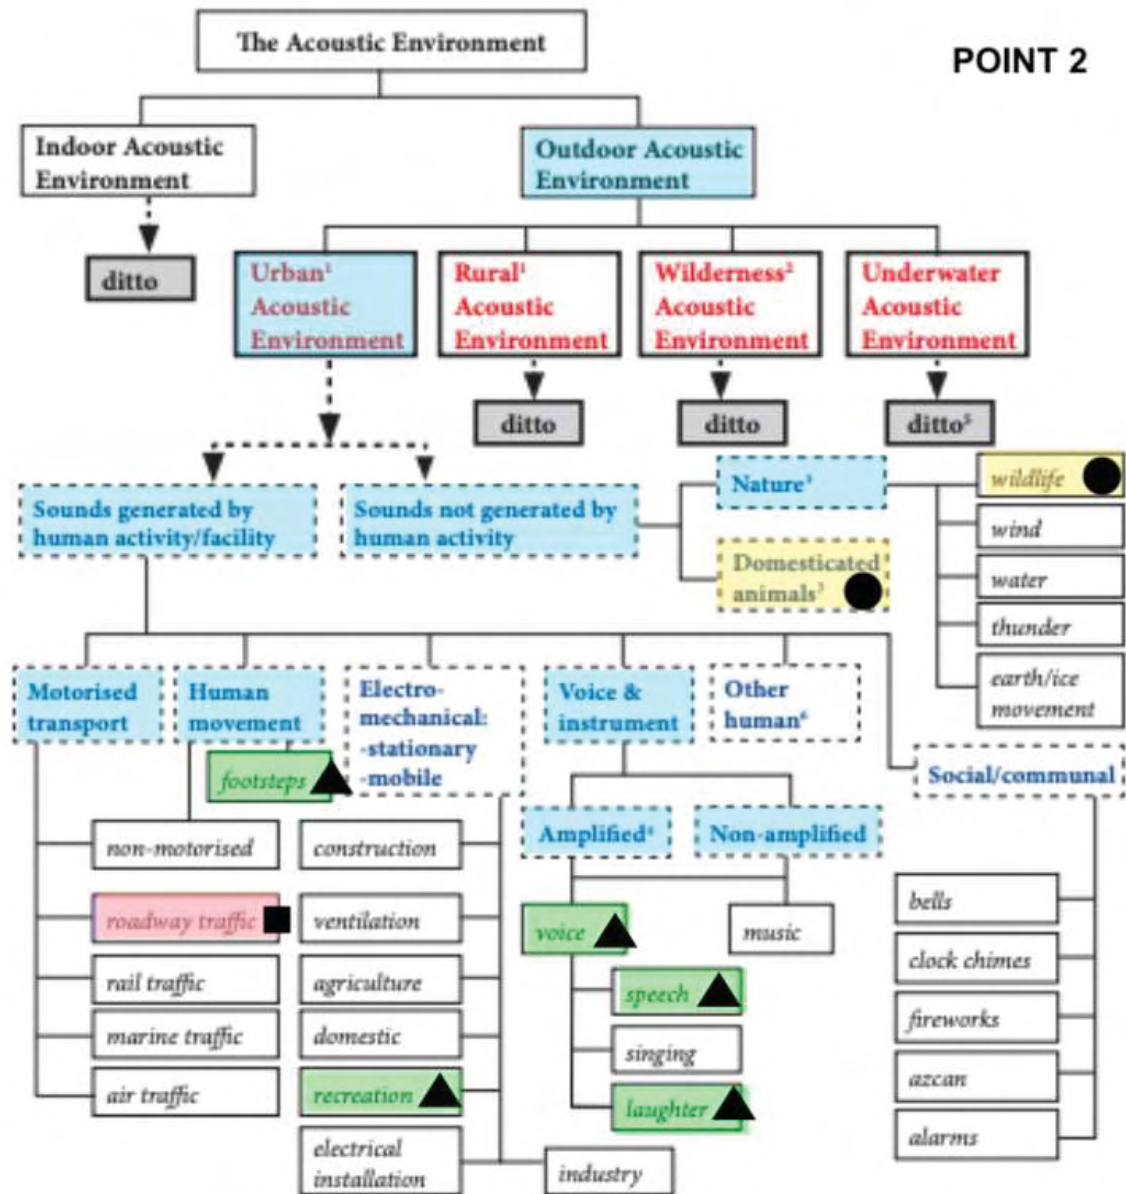 The Acoustic Environment
POINT 2
Indoor Acoustic
Environment
Outdoor Acoustic
Environment
ditto
Urban¹
Acoustic
Environment
Rural¹
Acoustic
Environment
Wilderness²
Acoustic
Environment
Underwater
Acoustic
Environment
ditto
ditto
ditto⁵
Sounds generated by
human activity/facility
Sounds not generated by
human activity
Nature³
Domesticated
animals³
wildlife
wind
water
thunder
earth/ice
movement
Motorised
transport
Human
movement
footsteps
Electro-
mechanical:
-stationary
-mobile
Voice &
instrument
Other
human⁶
Social/communal
non-motorised
roadway traffic
rail traffic
marine traffic
air traffic
construction
ventilation
agriculture
domestic
recreation
electrical
installation
industry
Amplified⁴
Non-amplified
voice
music
speech
singing
laughter
bells
clock chimes
fireworks
azcan
alarms